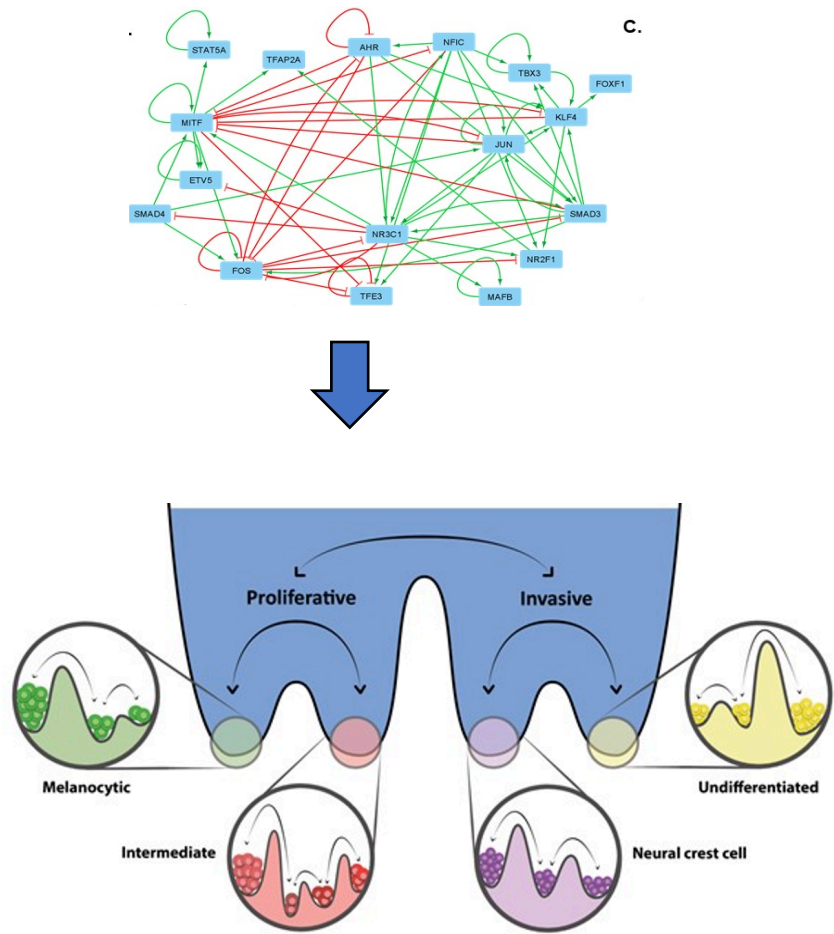 C.
STAT5A
TFAP2A
AHR
NFIC
TBX3
FOXF1
MITF
KLF4
JUN
ETV5
SMAD4
SMAD3
NR3C1
FOS
NR2F1
TFE3
MAFB
Proliferative
Invasive
Melanocytic
Undifferentiated
Intermediate
Neural crest cell